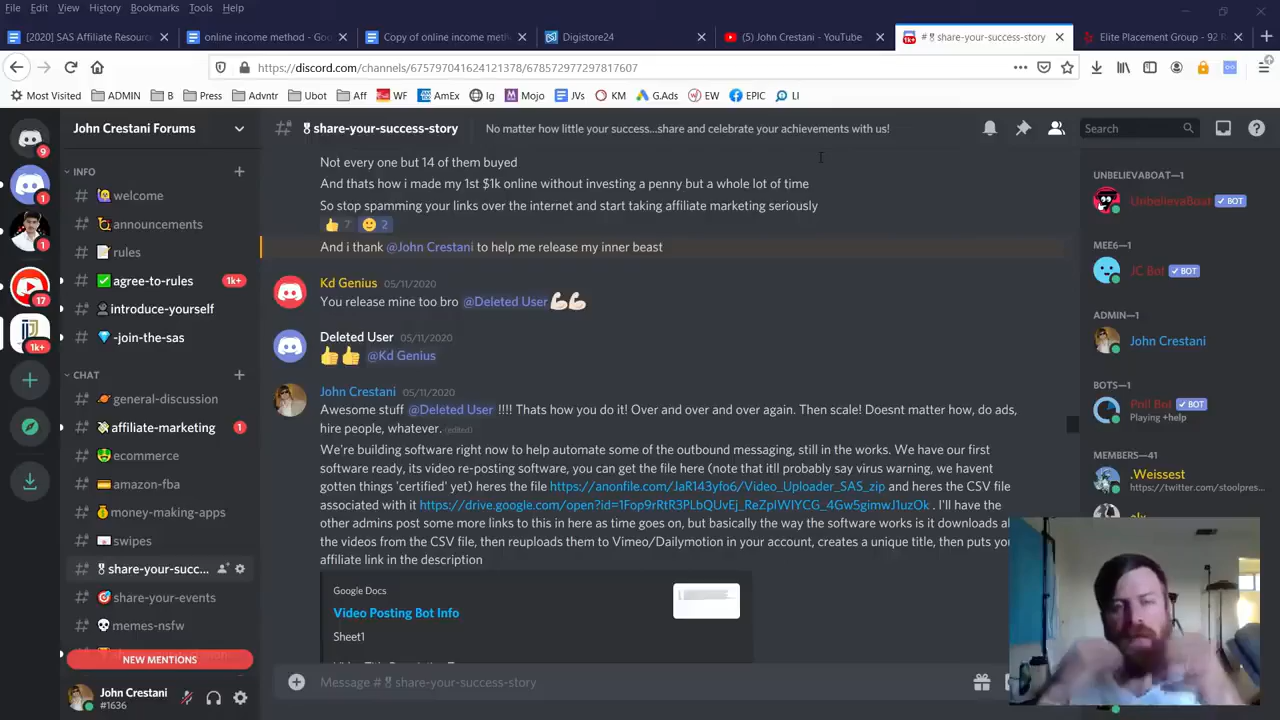 File Edit View History Bookmarks Tools Help
[2020] SAS Affiliate Resourc
online income method - Goog
Copy of online income meth
Digistore24
(5) John Crestani - YouTube
#🎖share-your-success-story
Elite Placement Group - 92 R
https://discord.com/channels/675797041624121378/678572977297817607
Most Visited ADMIN B Press Advntr Ubot Aff WF AmEx Ig Mojo JVs KM G.Ads EW EPIC LI
John Crestani Forums
🎖share-your-success-story
No matter how little your success...share and celebrate your achievements with us!
Search
INFO
welcome
announcements
rules
agree-to-rules 1k+
introduce-yourself
-join-the-sas
CHAT
general-discussion
affiliate-marketing 1
ecommerce
amazon-fba
money-making-apps
swipes
share-your-succ...
share-your-events
memes-nsfw
NEW MENTIONS
John Crestani
#1636
9
1
1
17
1k+
Not every one but 14 of them buyed
And thats how i made my 1st $1k online without investing a penny but a whole lot of time
So stop spamming your links over the internet and start taking affiliate marketing seriously
👍 7 🙂 2
And i thank @John Crestani to help me release my inner beast
Kd Genius 05/11/2020
You release mine too bro @Deleted User 💪🏻💪🏻
Deleted User 05/11/2020
👍👍 @Kd Genius
John Crestani 05/11/2020
Awesome stuff @Deleted User !!!! Thats how you do it! Over and over and over again. Then scale! Doesnt matter how, do ads,
hire people, whatever. (edited)
We're building software right now to help automate some of the outbound messaging, still in the works. We have our first
software ready, its video re-posting software, you can get the file here (note that itll probably say virus warning, we havent
gotten things 'certified' yet) heres the file https://anonfile.com/JaR143yfo6/Video_Uploader_SAS_zip and heres the CSV file
associated with it https://drive.google.com/open?id=1Fop9rRtR3PLbQUvEj_ReZpIWIYCG_4Gw5gimwJ1uzOk . I'll have the
other admins post some more links to this in here as time goes on, but basically the way the software works is it downloads al
the videos from the CSV file, then reuploads them to Vimeo/Dailymotion in your account, creates a unique title, then puts you
affiliate link in the description
Google Docs
Video Posting Bot Info
Sheet1
Message #🎖share-your-success-story
UNBELIEVABOAT—1
UnbelievaBoat BOT
MEE6—1
JC Bot BOT
ADMIN—1
John Crestani
BOTS—1
Poll Bot BOT
Playing +help
MEMBERS—41
.Weissest
https://twitter.com/stoolpres...